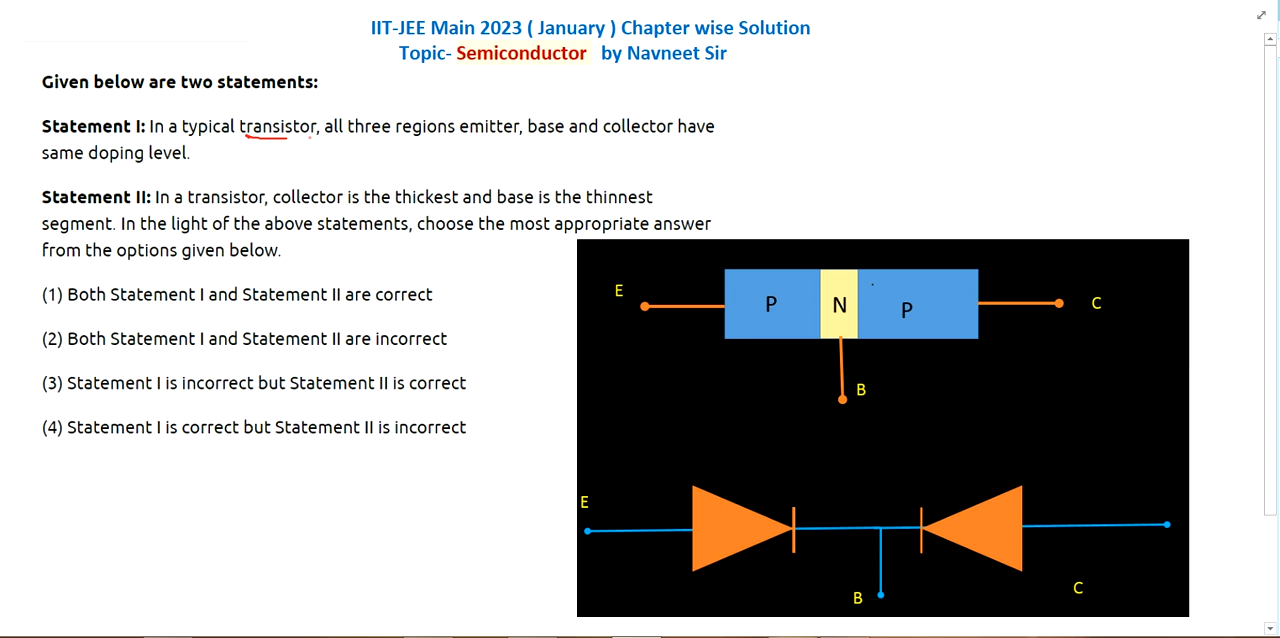 IIT-JEE Main 2023 ( January ) Chapter wise Solution
Topic- Semiconductor by Navneet Sir
Given below are two statements:
Statement I: In a typical transistor, all three regions emitter, base and collector have
same doping level.
Statement II: In a transistor, collector is the thickest and base is the thinnest
segment. In the light of the above statements, choose the most appropriate answer
from the options given below.
(1) Both Statement I and Statement II are correct
(2) Both Statement I and Statement II are incorrect
(3) Statement I is incorrect but Statement II is correct
(4) Statement I is correct but Statement II is incorrect
E
P
N
P
C
B
E
B
C